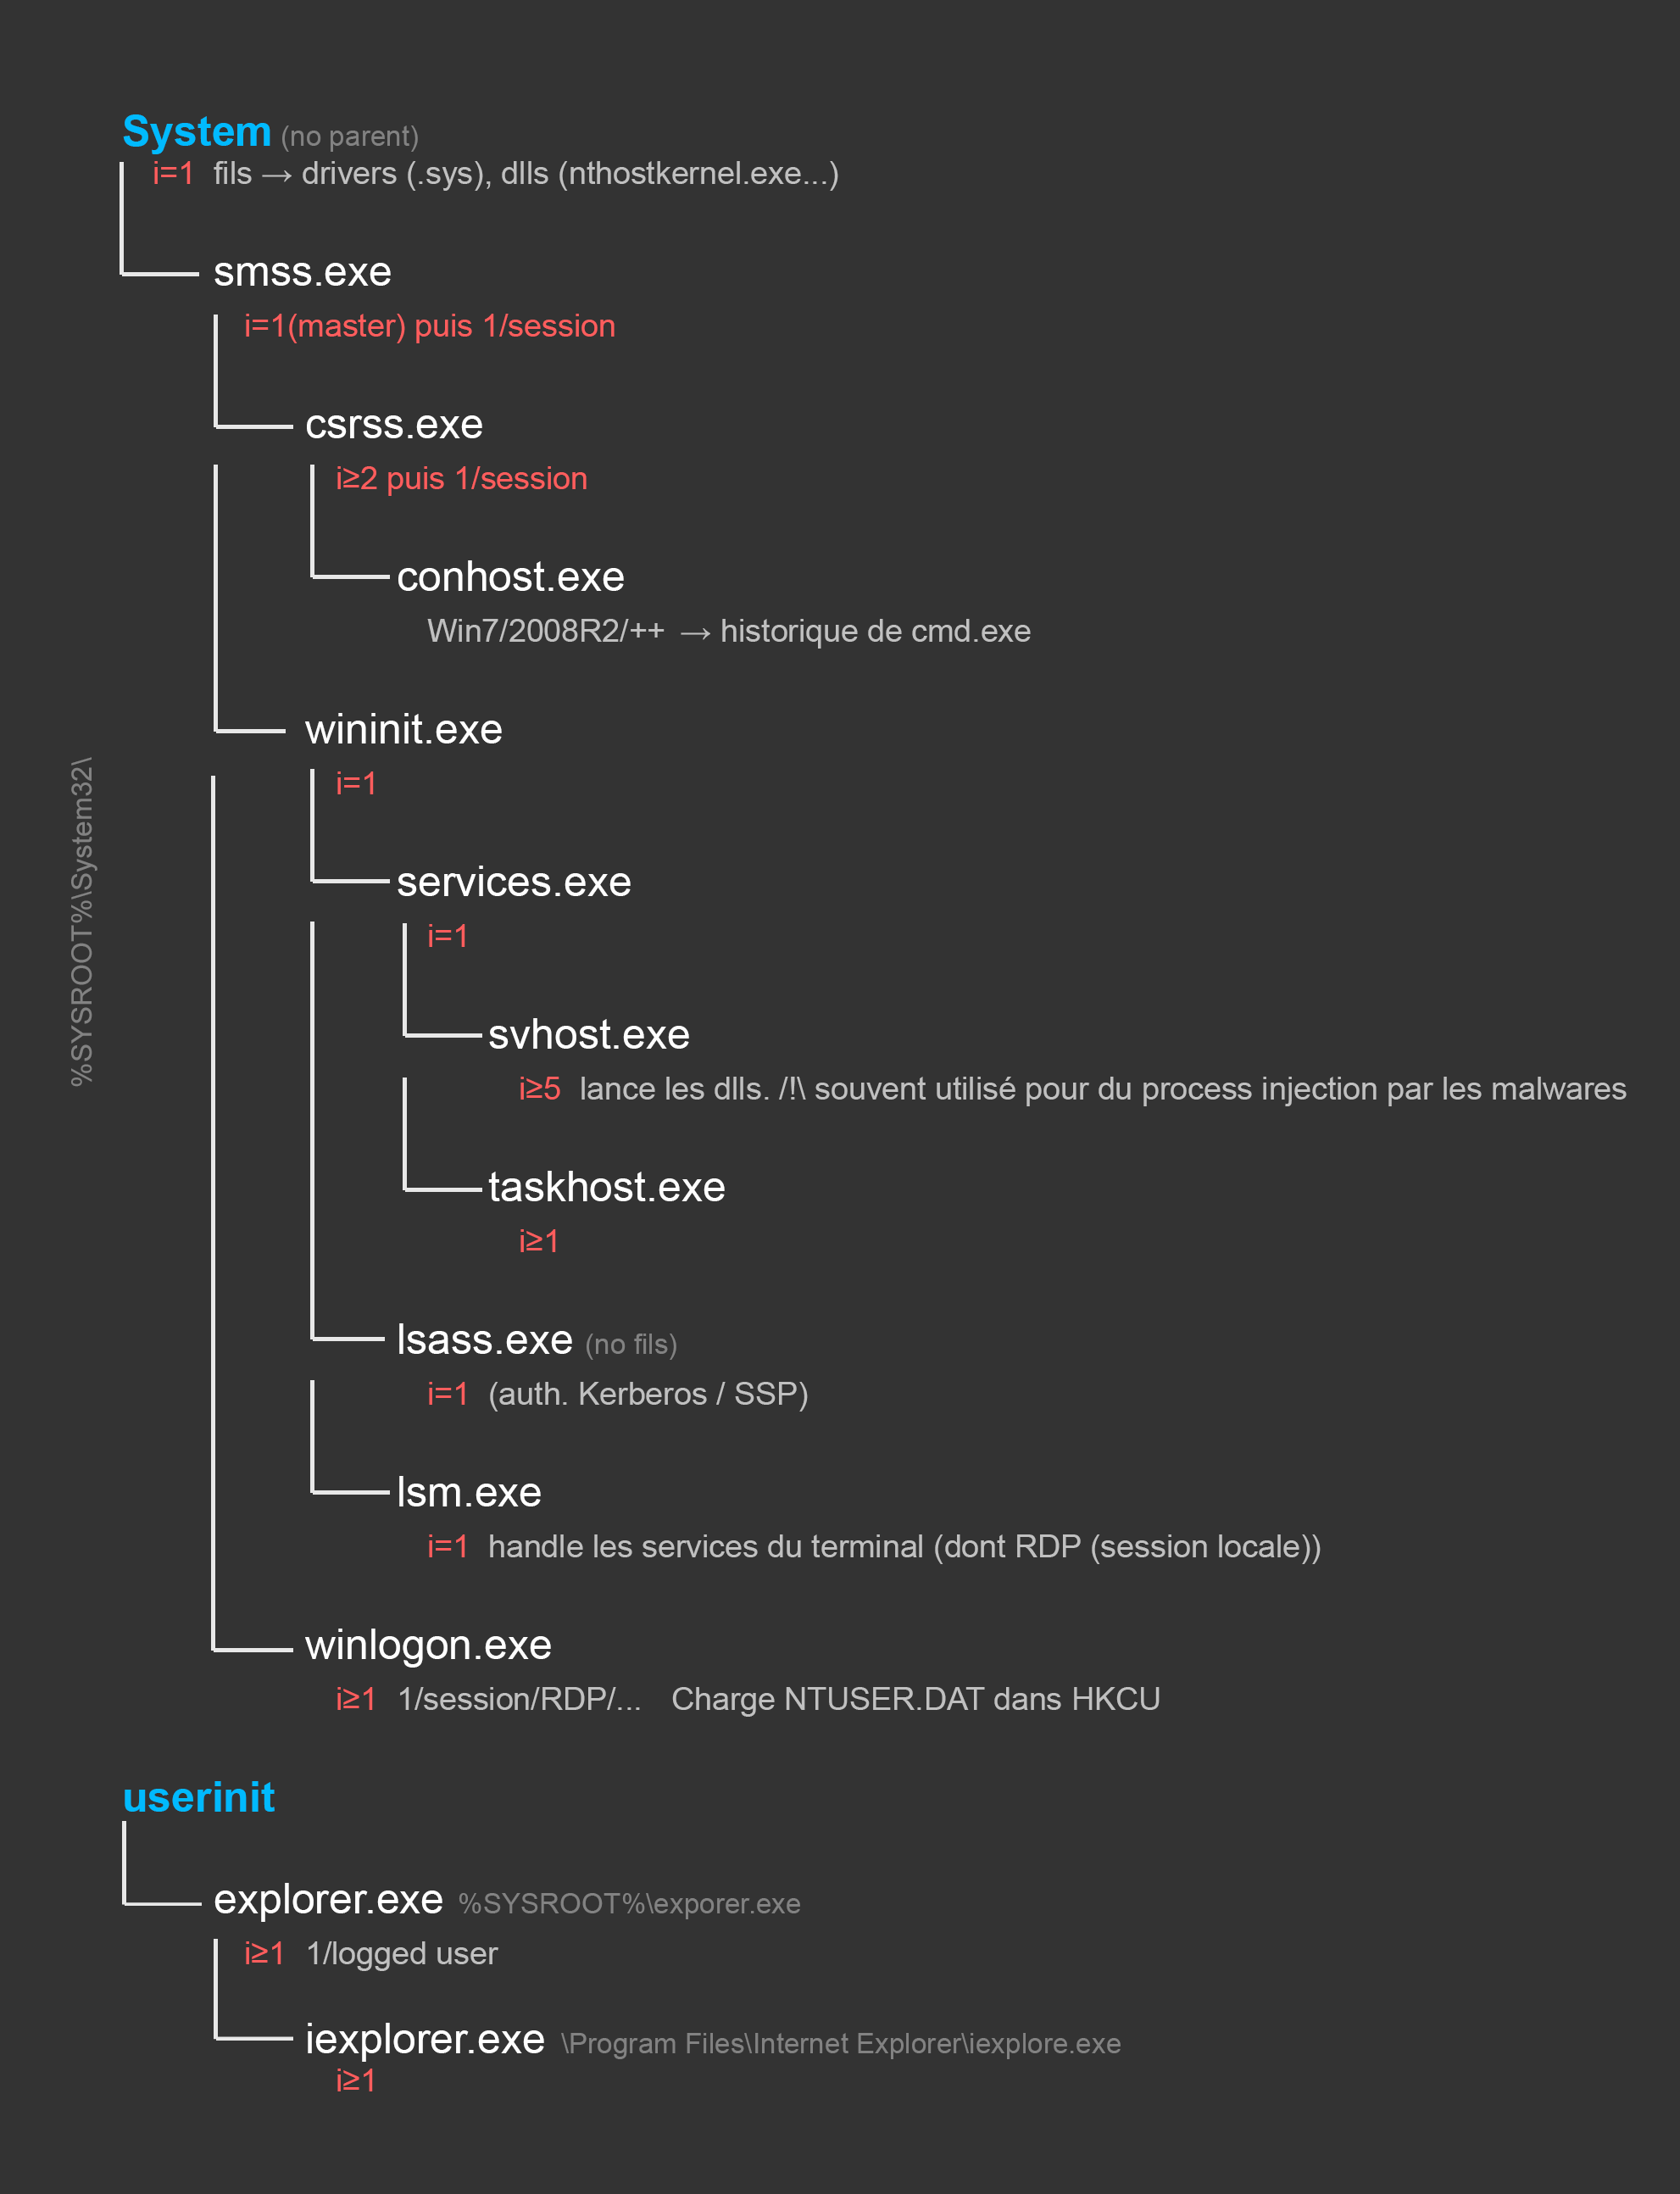 System (no parent)
i=1 fils → drivers (.sys), dlls (nthostkernel.exe...)
smss.exe
i=1(master) puis 1/session
csrss.exe
i≥2 puis 1/session
conhost.exe
Win7/2008R2/++ → historique de cmd.exe
wininit.exe
i=1
%SYSROOT%\System32\
services.exe
i=1
svhost.exe
i≥5 lance les dlls. /!\ souvent utilisé pour du process injection par les malwares
taskhost.exe
i≥1
lsass.exe (no fils)
i=1 (auth. Kerberos / SSP)
lsm.exe
i=1 handle les services du terminal (dont RDP (session locale))
winlogon.exe
i≥1 1/session/RDP/... Charge NTUSER.DAT dans HKCU
userinit
explorer.exe %SYSROOT%\exporer.exe
i≥1 1/logged user
iexplorer.exe \Program Files\Internet Explorer\iexplore.exe
i≥1